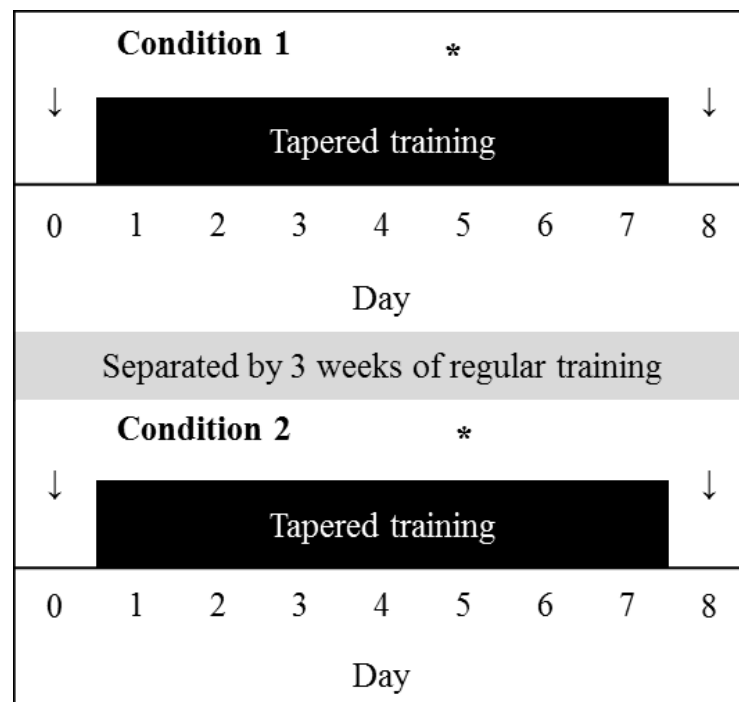 Condition 1 *
↓ ↓
Tapered training
0 1 2 3 4 5 6 7 8
Day
Separated by 3 weeks of regular training
Condition 2 *
↓ ↓
Tapered training
0 1 2 3 4 5 6 7 8
Day